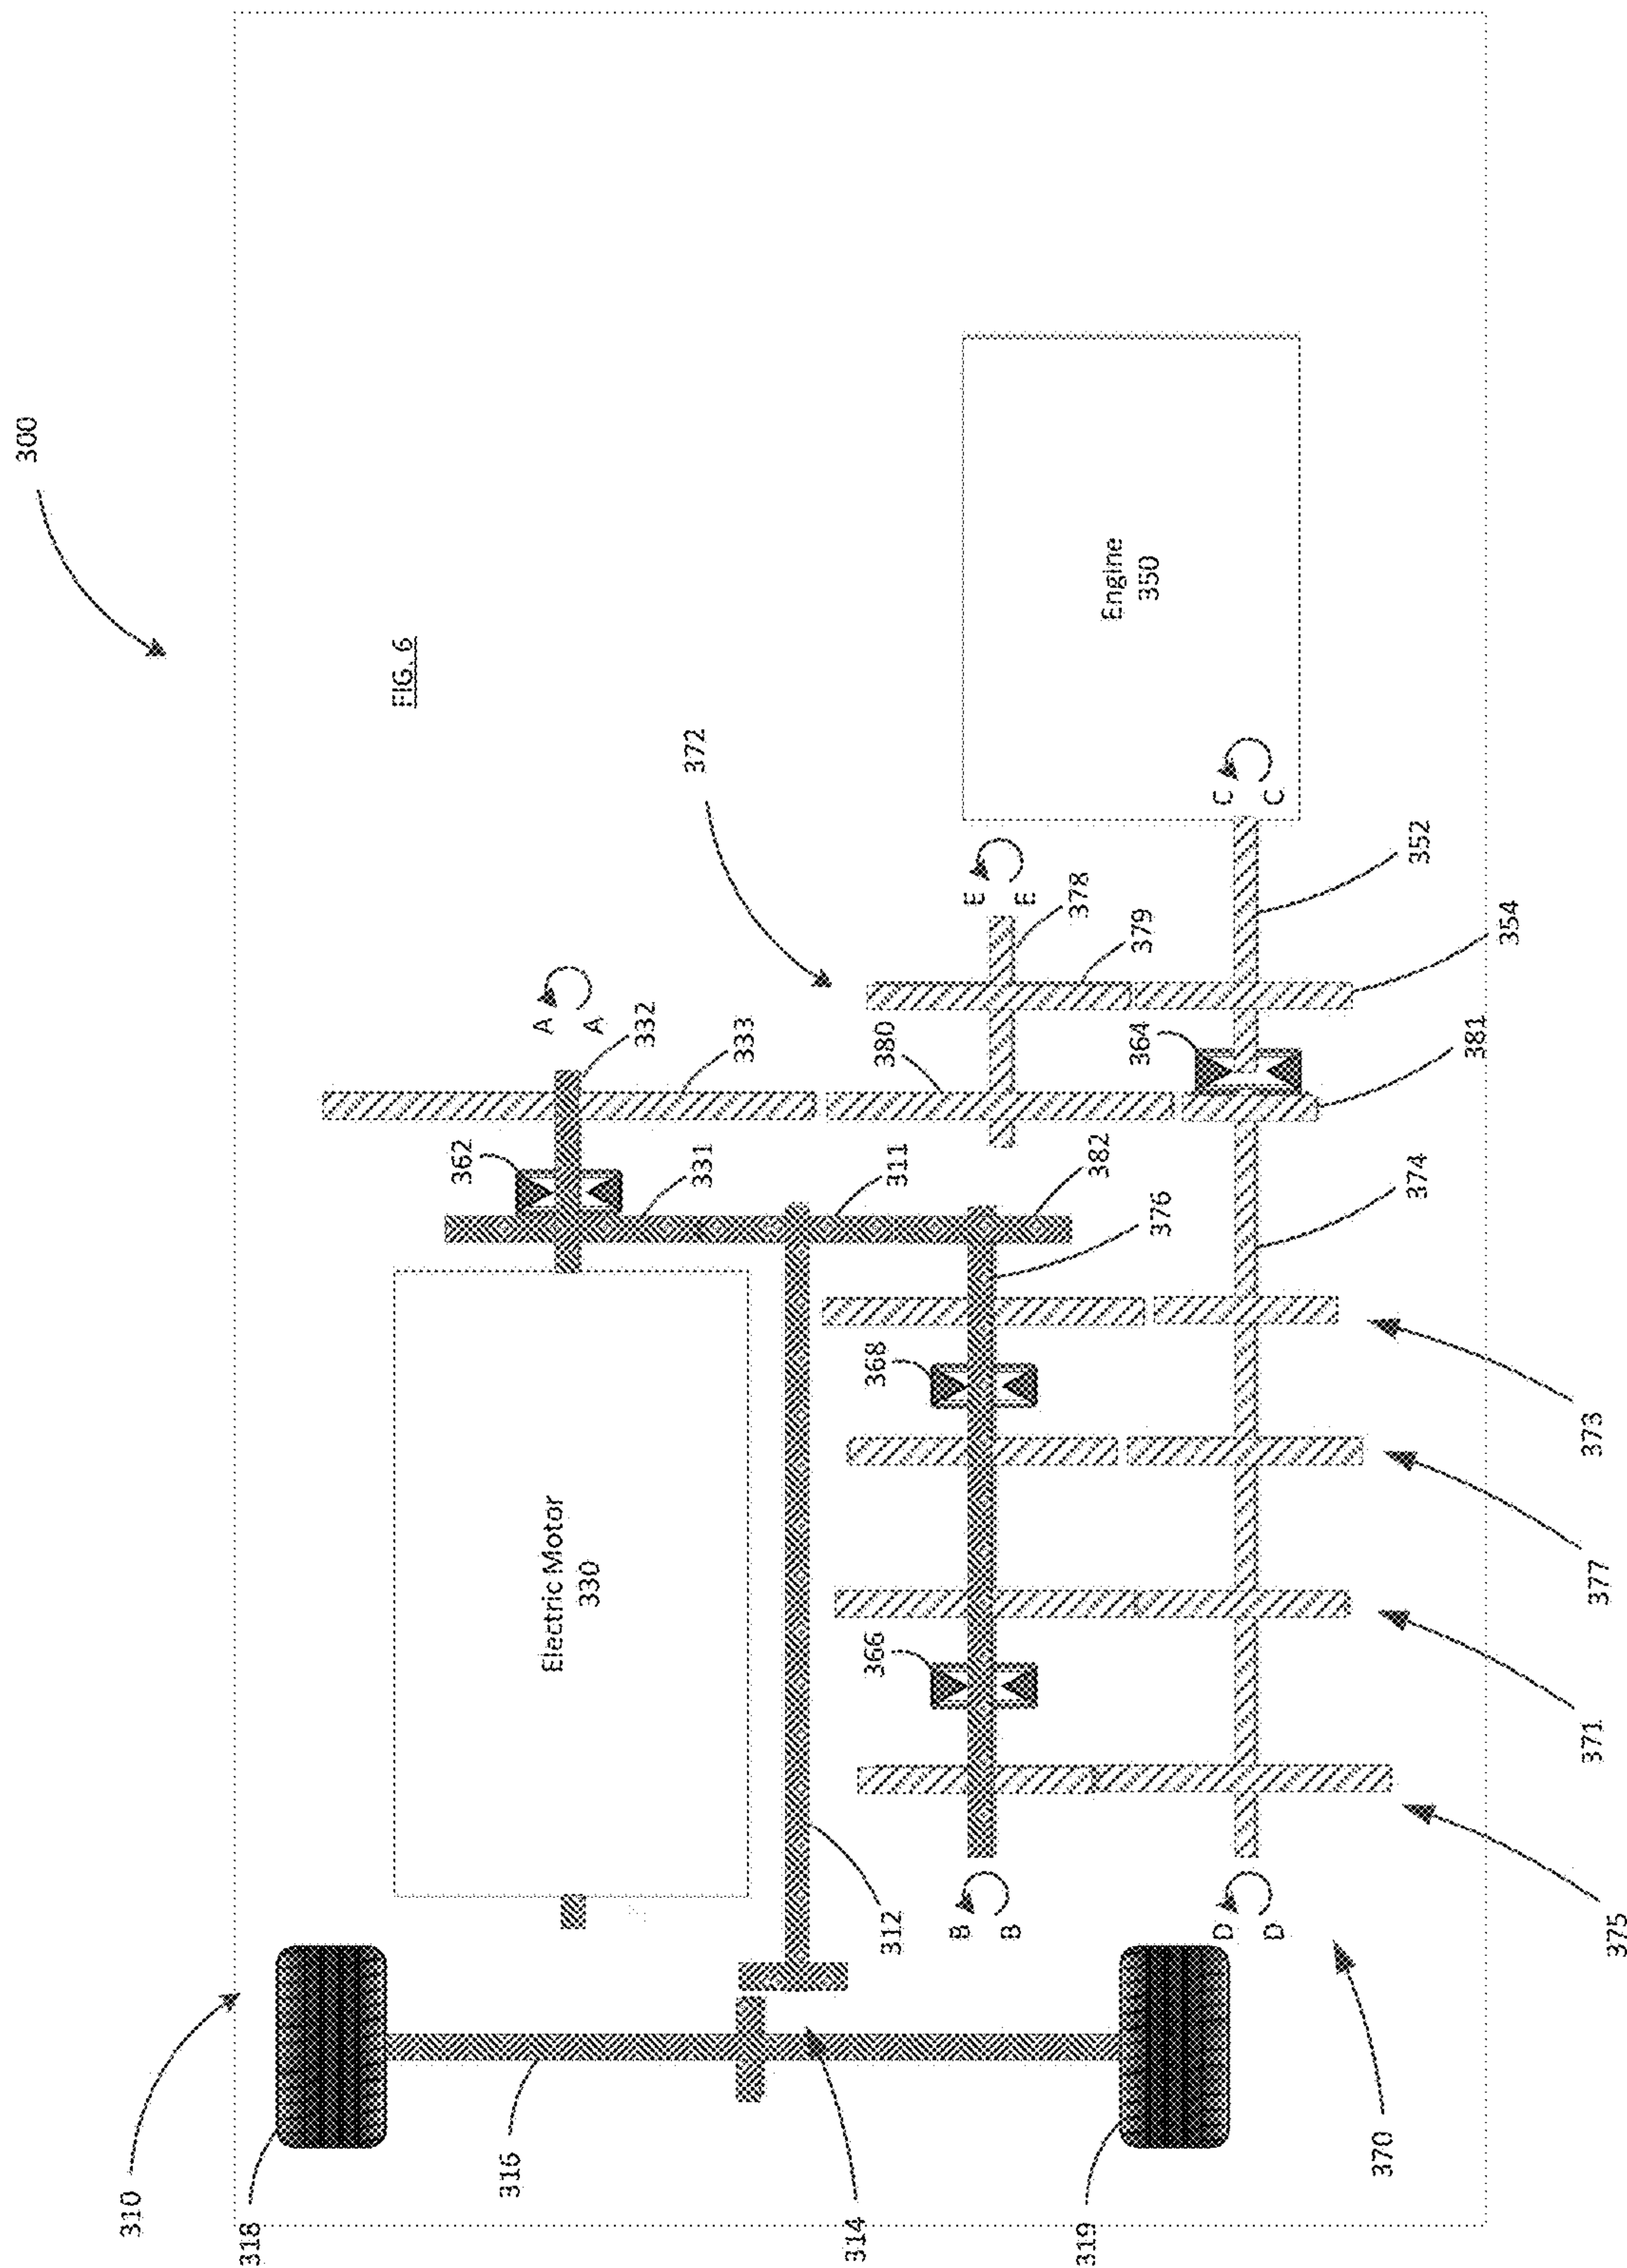 300
FIG. 6
310
318
316
314
319
370
Electric Motor
330
312
362
331
311
382
332
333
A
A
380
372
E
E
378
379
364
381
354
352
C
C
Engine
350
376
374
368
366
B
B
D
D
373
377
371
375